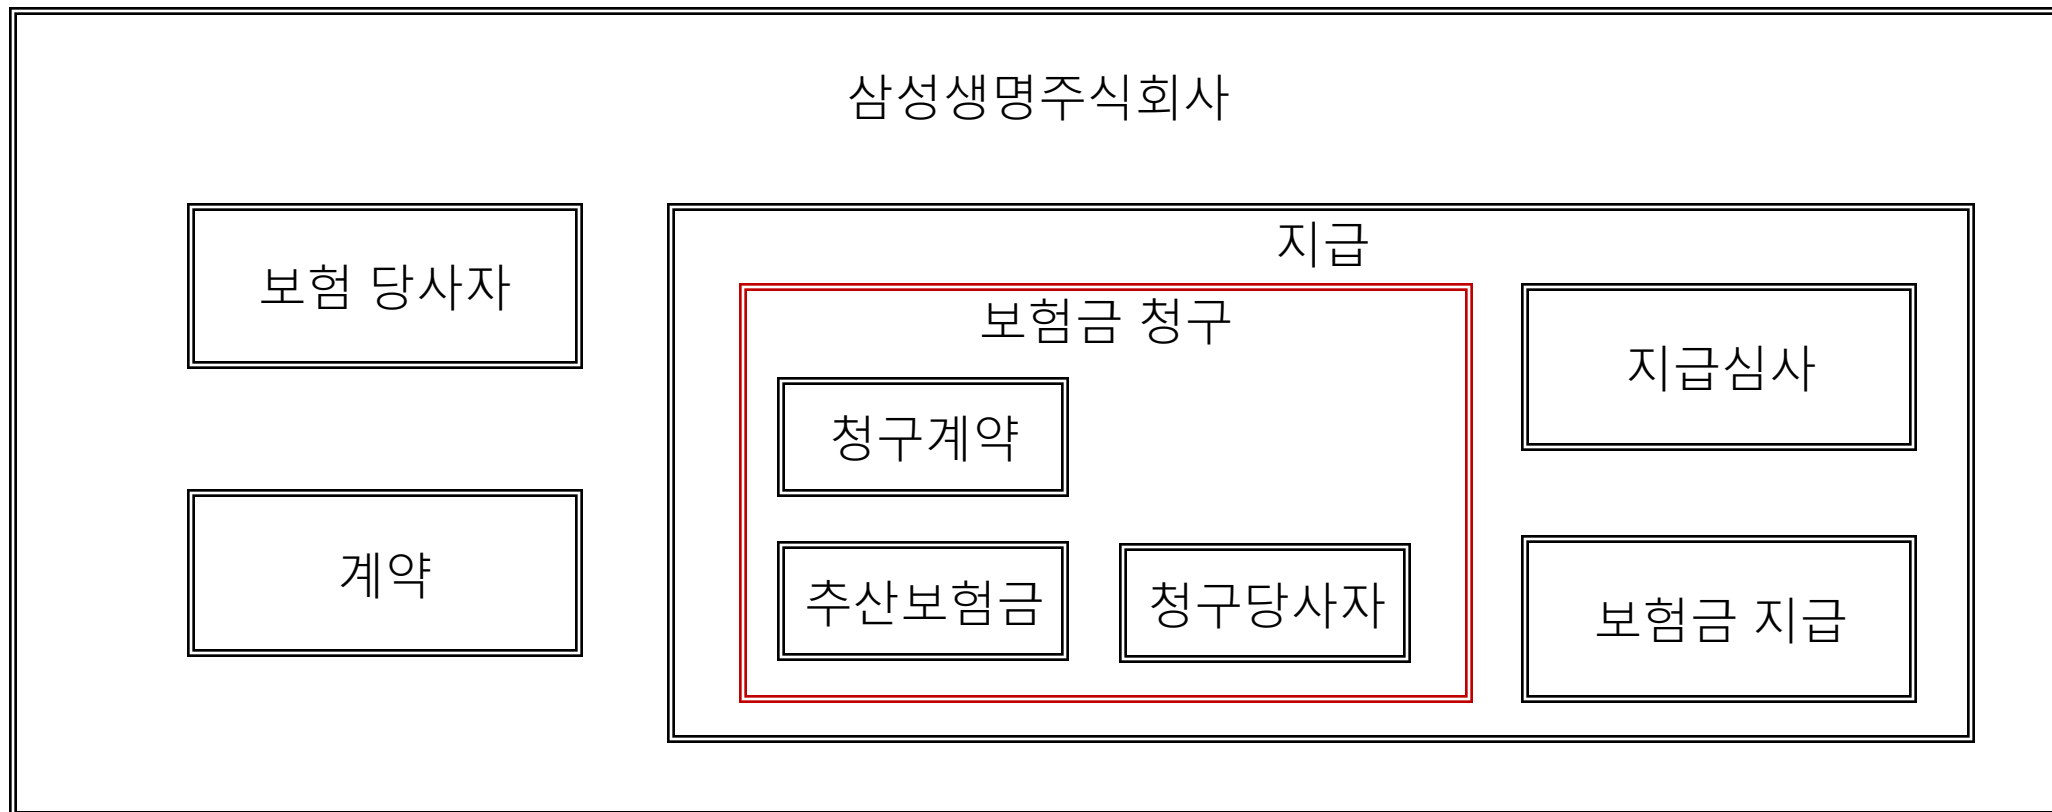 삼성생명주식회사
보험 당사자
지급
보험금 청구
청구계약
추산보험금
청구당사자
지급심사
보험금 지급
계약